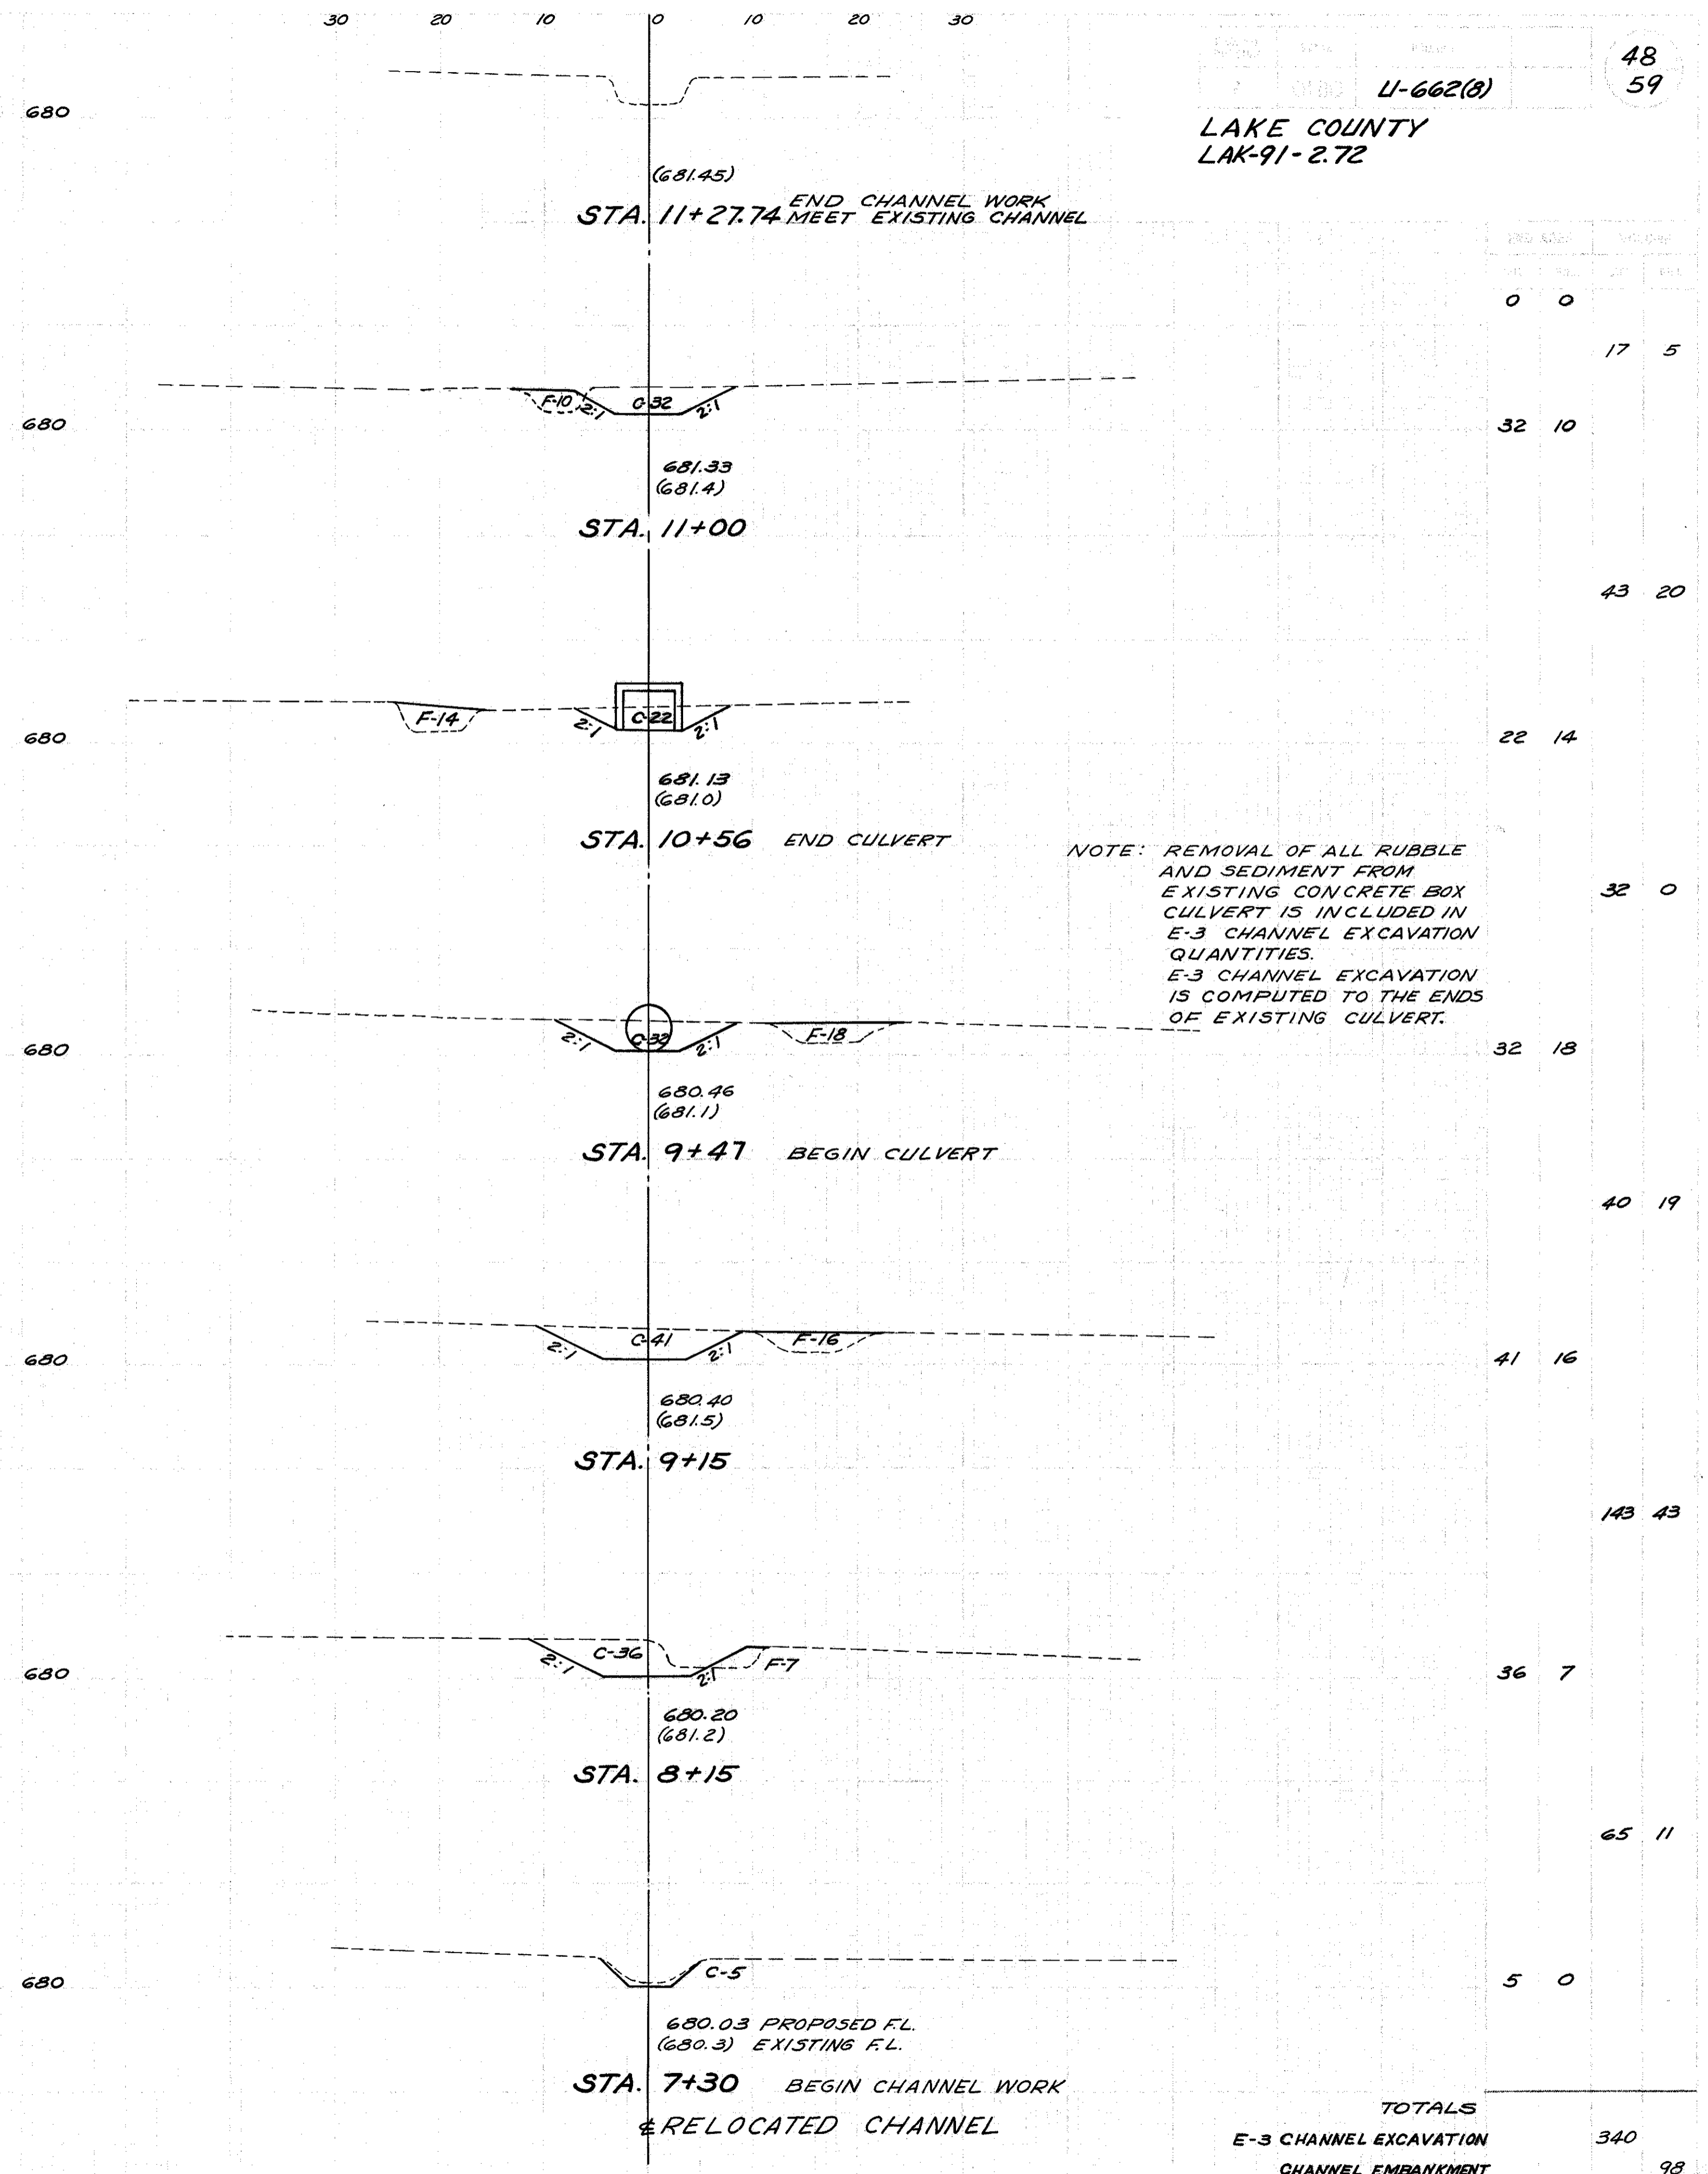 30 20 10 0 10 20 30
48
59
U-662(8)
680
LAKE COUNTY
LAK-91-2.72
(681.45)
STA. 11+27.74 END CHANNEL WORK
MEET EXISTING CHANNEL
0 0
17 5
F-10 2:1 C-32 2:1
680 32 10
681.33
(681.4)
STA. 11+00
43 20
F-14 2:1 C-22 2:1
680 22 14
681.13
(681.0)
STA. 10+56 END CULVERT
NOTE: REMOVAL OF ALL RUBBLE
AND SEDIMENT FROM
EXISTING CONCRETE BOX
CULVERT IS INCLUDED IN
E-3 CHANNEL EXCAVATION
QUANTITIES.
E-3 CHANNEL EXCAVATION
IS COMPUTED TO THE ENDS
OF EXISTING CULVERT.
32 0
2:1 C-32 2:1 F-18
680 32 18
680.46
(681.1)
STA. 9+47 BEGIN CULVERT
40 19
2:1 C-41 2:1 F-16
680 41 16
680.40
(681.5)
STA. 9+15
143 43
2:1 C-36 2:1 F-7
680 36 7
680.20
(681.2)
STA. 8+15
65 11
C-5
680 5 0
680.03 PROPOSED F.L.
(680.3) EXISTING F.L.
STA. 7+30 BEGIN CHANNEL WORK
℄ RELOCATED CHANNEL
TOTALS
E-3 CHANNEL EXCAVATION 340
CHANNEL EMBANKMENT 98